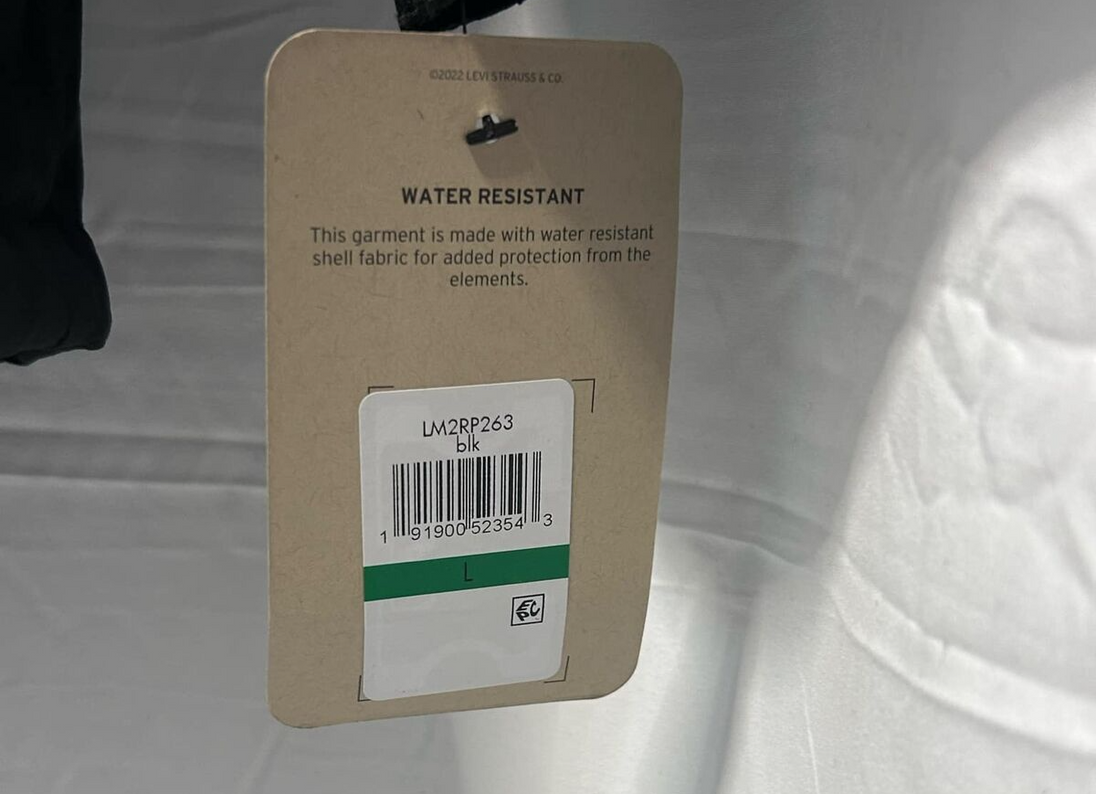 ©2022 LEVI STRAUSS & CO.
WATER RESISTANT
This garment is made with water resistant
shell fabric for added protection from the
elements.
LM2RP263
blk
1 91900 52354 3
L
EPC